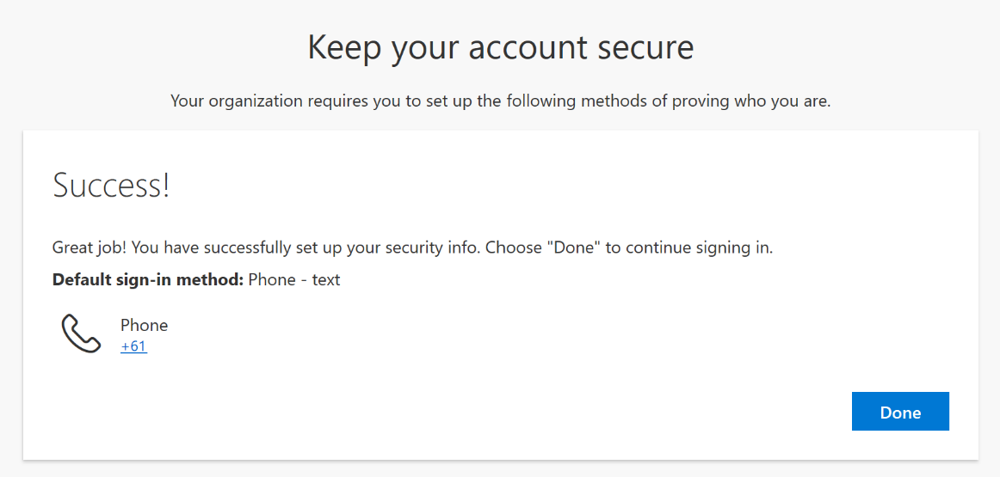 Keep your account secure
Your organization requires you to set up the following methods of proving who you are.
Success!
Great job! You have successfully set up your security info. Choose "Done" to continue signing in.
Default sign-in method: Phone - text
Phone
+61
Done